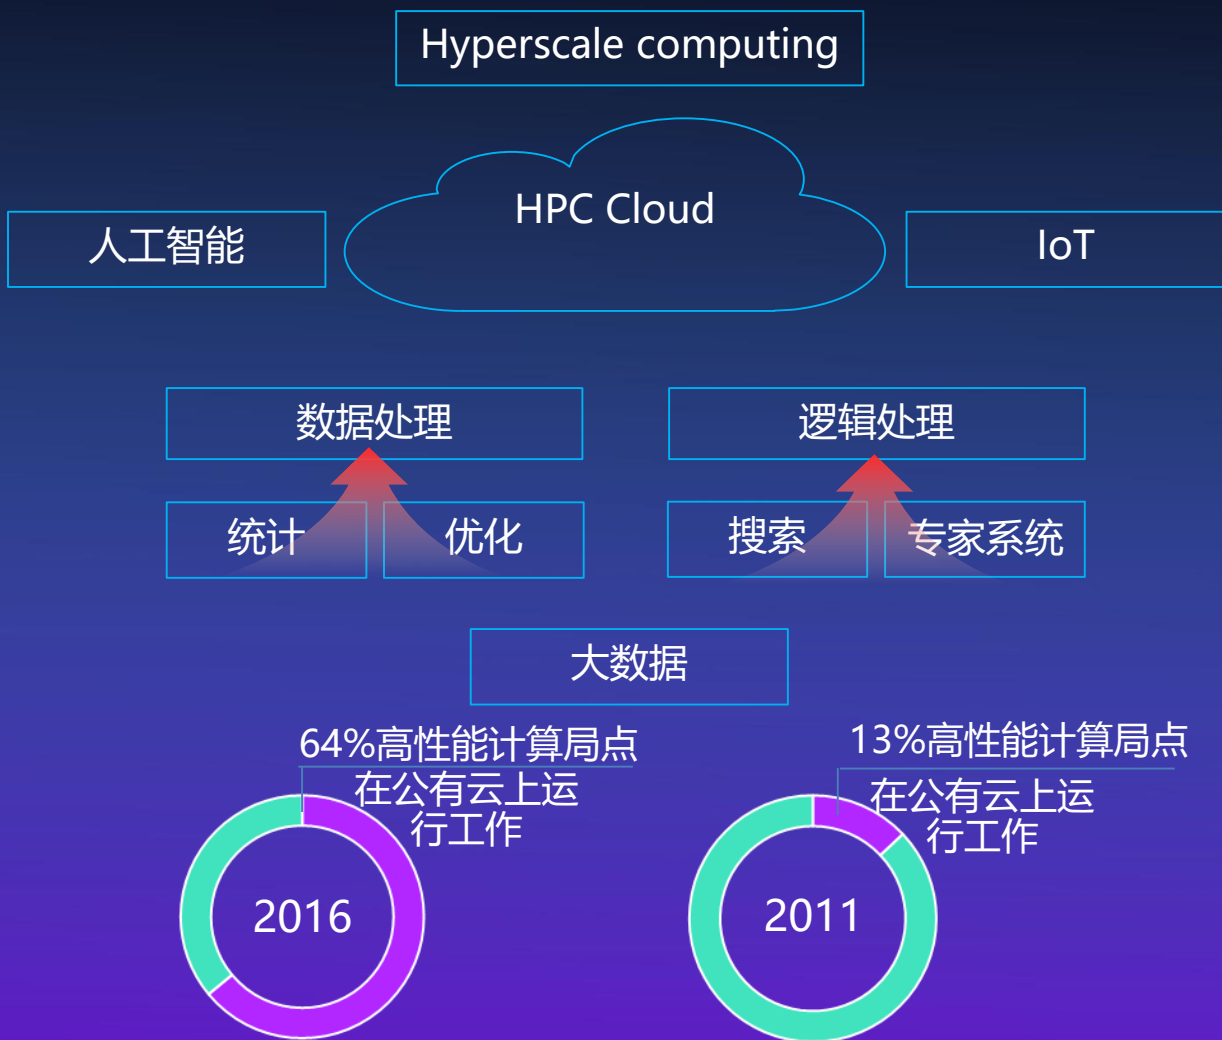 Hyperscale computing
HPC Cloud
人工智能
IoT
数据处理
逻辑处理
统计
优化
搜索
专家系统
大数据
64%高性能计算局点
在公有云上运
行工作
2016
13%高性能计算局点
在公有云上运
行工作
2011